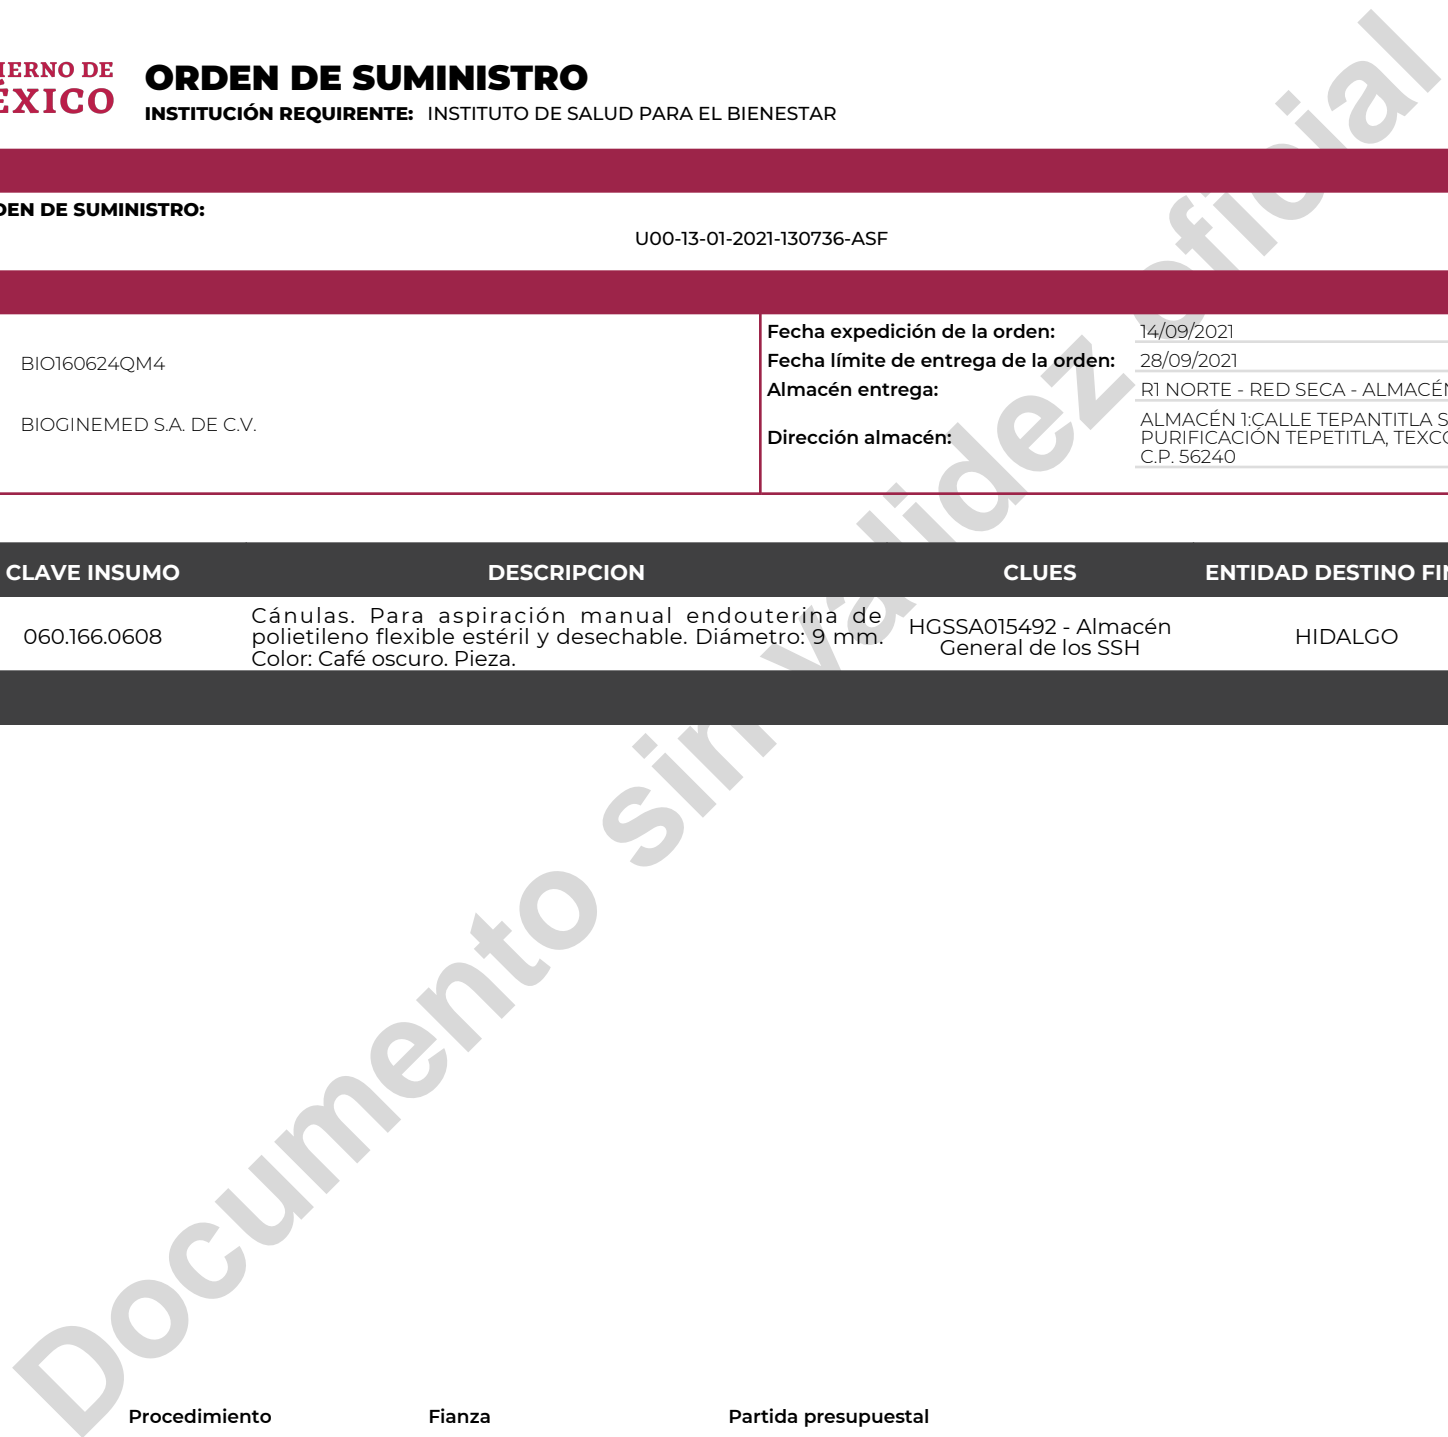 IERNO DE
ÉXICO
ORDEN DE SUMINISTRO
INSTITUCIÓN REQUIRENTE: INSTITUTO DE SALUD PARA EL BIENESTAR
DEN DE SUMINISTRO:
U00-13-01-2021-130736-ASF
BIO160624QM4
BIOGINEMED S.A. DE C.V.
Fecha expedición de la orden: 14/09/2021
Fecha límite de entrega de la orden: 28/09/2021
Almacén entrega: R1 NORTE - RED SECA - ALMACÉN
Dirección almacén:
ALMACÉN 1:CALLE TEPANTITLA S
PURIFICACIÓN TEPETITLA, TEXCO
C.P. 56240
CLAVE INSUMO DESCRIPCION CLUES ENTIDAD DESTINO FIN
060.166.0608
Cánulas. Para aspiración manual endouterina de
polietileno flexible estéril y desechable. Diámetro: 9 mm.
Color: Café oscuro. Pieza.
HGSSA015492 - Almacén
General de los SSH
HIDALGO
Documento sin validez oficial
Procedimiento Fianza Partida presupuestal